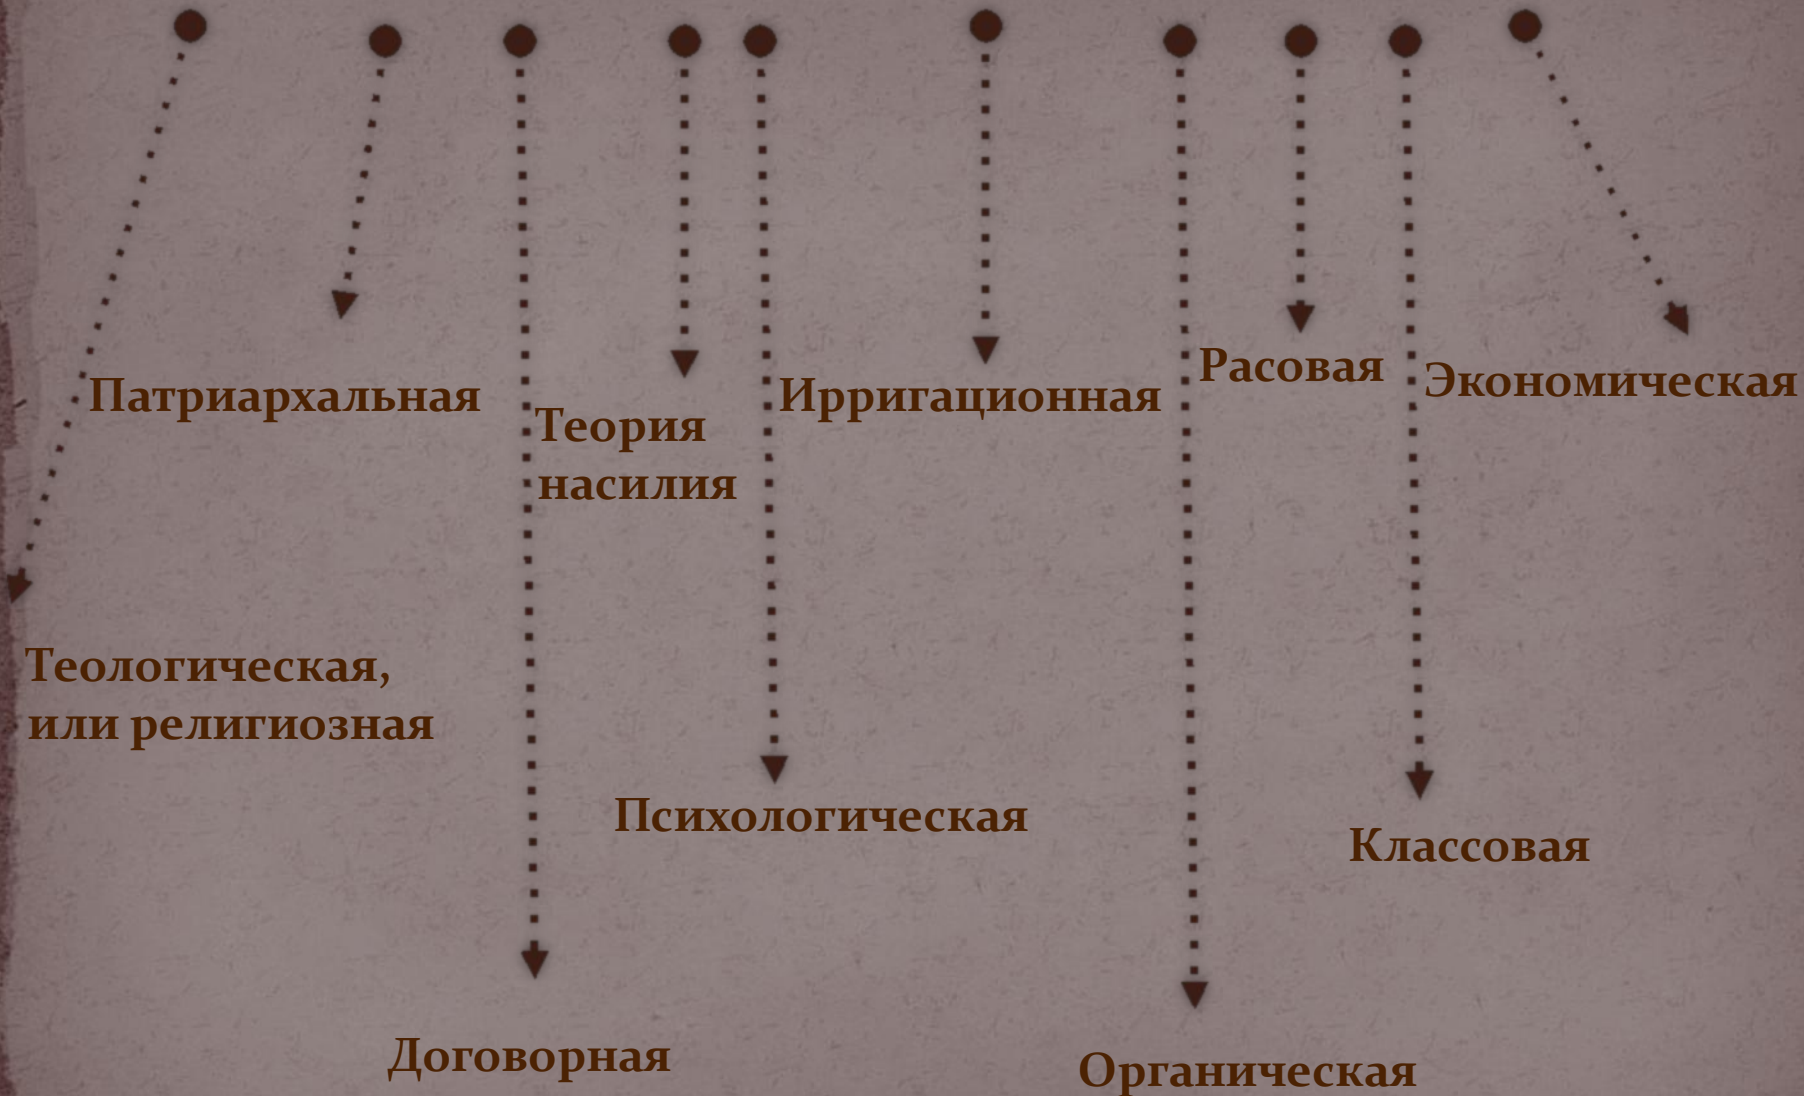 Патриархальная
Теория
насилия
Ирригационная
Расовая
Экономическая
Теологическая,
или религиозная
Психологическая
Классовая
Договорная
Органическая